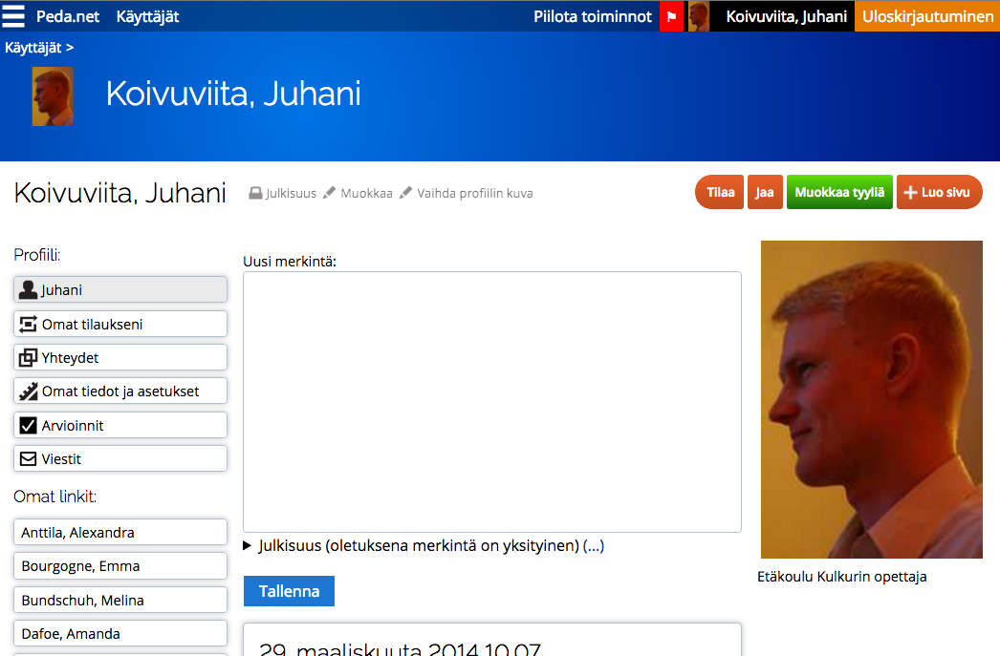 Peda.net Käyttäjät Piilota toiminnot Koivuviita, Juhani Uloskirjautuminen
Käyttäjät >
Koivuviita, Juhani
Koivuviita, Juhani Julkisuus Muokkaa Vaihda profiilin kuva Tilaa Jaa Muokkaa tyyliä Luo sivu
Profiili:
Juhani
Omat tilaukseni
Yhteydet
Omat tiedot ja asetukset
Arvioinnit
Viestit
Omat linkit:
Anttila, Alexandra
Bourgogne, Emma
Bundschuh, Melina
Dafoe, Amanda
Uusi merkintä:
Julkisuus (oletuksena merkintä on yksityinen) (...)
Tallenna
29. maaliskuuta 2014 10.07
Etäkoulu Kulkurin opettaja